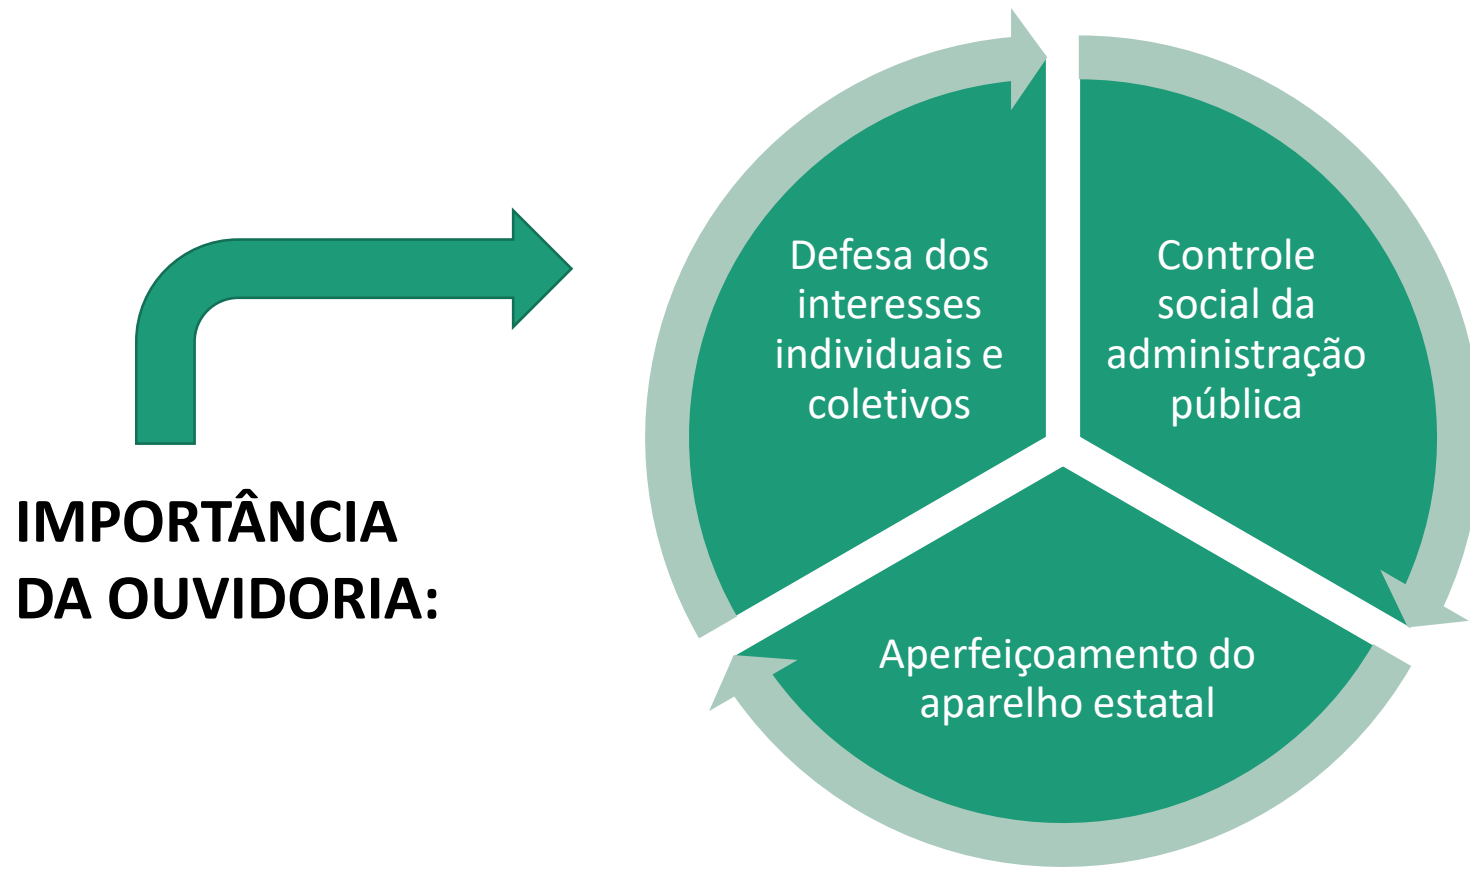 IMPORTÂNCIA
DA OUVIDORIA:
Defesa dos
interesses
individuais e
coletivos
Controle
social da
administração
pública
Aperfeiçoamento do
aparelho estatal